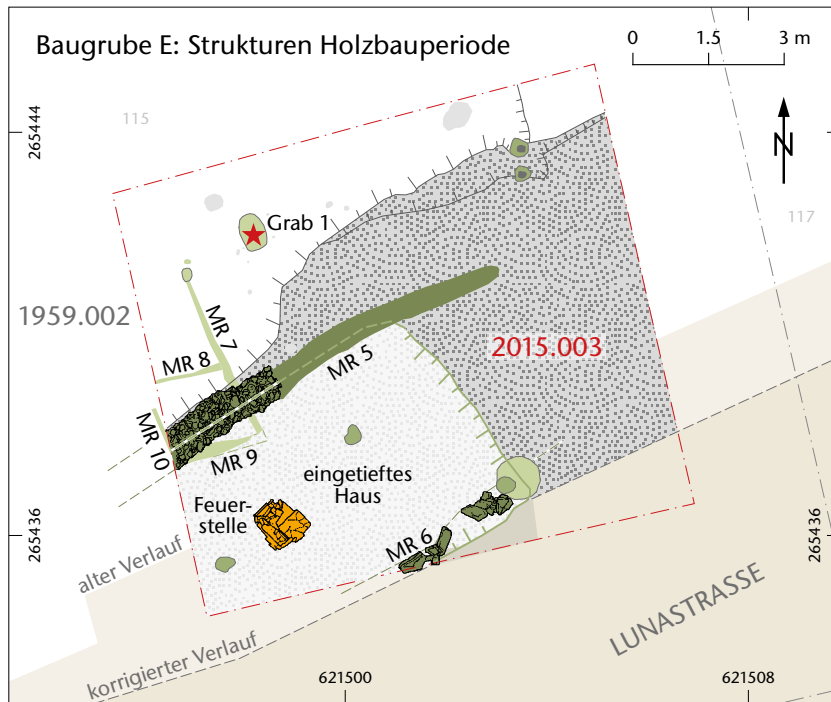 Baugrube E: Strukturen Holzbauperiode
0 1.5 3 m
N
265444
265444
115
117
Grab 1
1959.002
MR 7
MR 8
MR 5
2015.003
MR 10
MR 9
eingetieftes
Haus
Feuer-
stelle
MR 6
265436
265436
alter Verlauf
korrigierter Verlauf
LUNASTRASSE
621500
621508